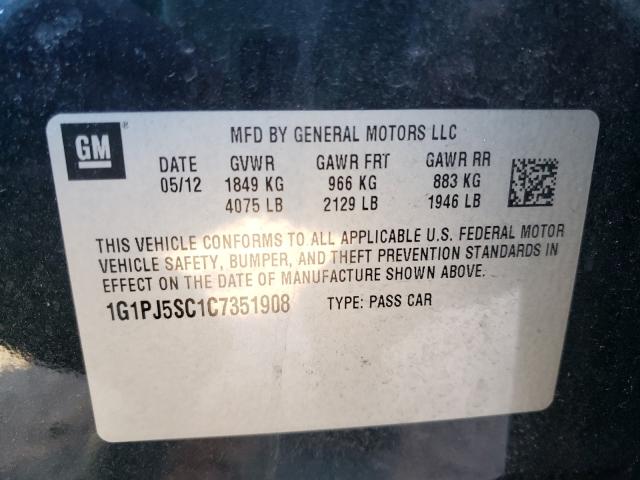 GM®
MFD BY GENERAL MOTORS LLC
DATE GVWR GAWR FRT GAWR RR
05/12 1849 KG 966 KG 883 KG
4075 LB 2129 LB 1946 LB
THIS VEHICLE CONFORMS TO ALL APPLICABLE U.S. FEDERAL MOTOR
VEHICLE SAFETY, BUMPER, AND THEFT PREVENTION STANDARDS IN
EFFECT ON THE DATE OF MANUFACTURE SHOWN ABOVE.
1G1PJ5SC1C7351908 TYPE: PASS CAR